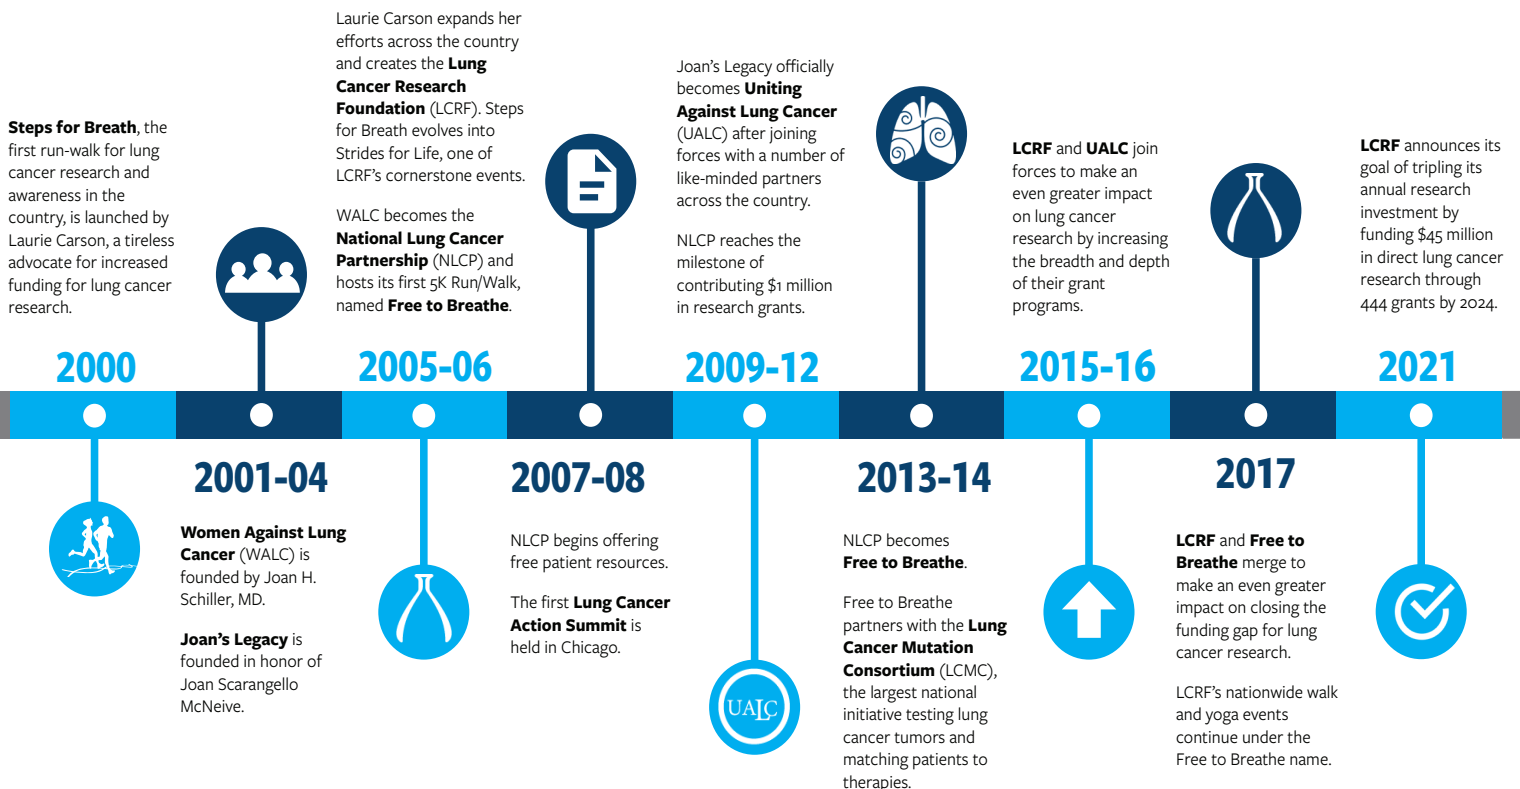 Steps for Breath, the
first run-walk for lung
cancer research and
awareness in the
country, is launched by
Laurie Carson, a tireless
advocate for increased
funding for lung cancer
research.
2000
2001-04
Women Against Lung
Cancer (WALC) is
founded by Joan H.
Schiller, MD.
Joan's Legacy is
founded in honor of
Joan Scarangello
McNeive.
Laurie Carson expands her
efforts across the country
and creates the Lung
Cancer Research
Foundation (LCRF). Steps
for Breath evolves into
Strides for Life, one of
LCRF's cornerstone events.
WALC becomes the
National Lung Cancer
Partnership (NLCP) and
hosts its first 5K Run/Walk,
named Free to Breathe.
2005-06
2007-08
NLCP begins offering
free patient resources.
The first Lung Cancer
Action Summit is
held in Chicago.
Joan's Legacy officially
becomes Uniting
Against Lung Cancer
(UALC) after joining
forces with a number of
like-minded partners
across the country.
NLCP reaches the
milestone of
contributing $1 million
in research grants.
2009-12
UALC
2013-14
NLCP becomes
Free to Breathe.
Free to Breathe
partners with the Lung
Cancer Mutation
Consortium (LCMC),
the largest national
initiative testing lung
cancer tumors and
matching patients to
therapies.
LCRF and UALC join
forces to make an
even greater impact
on lung cancer
research by increasing
the breadth and depth
of their grant
programs.
2015-16
2017
LCRF and Free to
Breathe merge to
make an even greater
impact on closing the
funding gap for lung
cancer research.
LCRF's nationwide walk
and yoga events
continue under the
Free to Breathe name.
LCRF announces its
goal of tripling its
annual research
investment by
funding $45 million
in direct lung cancer
research through
444 grants by 2024.
2021